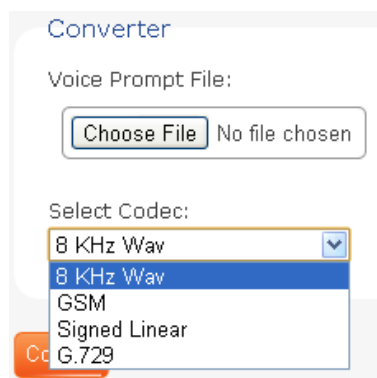 Converter
Voice Prompt File:
Choose File No file chosen
Select Codec:
8 KHz Wav
8 KHz Wav
GSM
Signed Linear
G.729